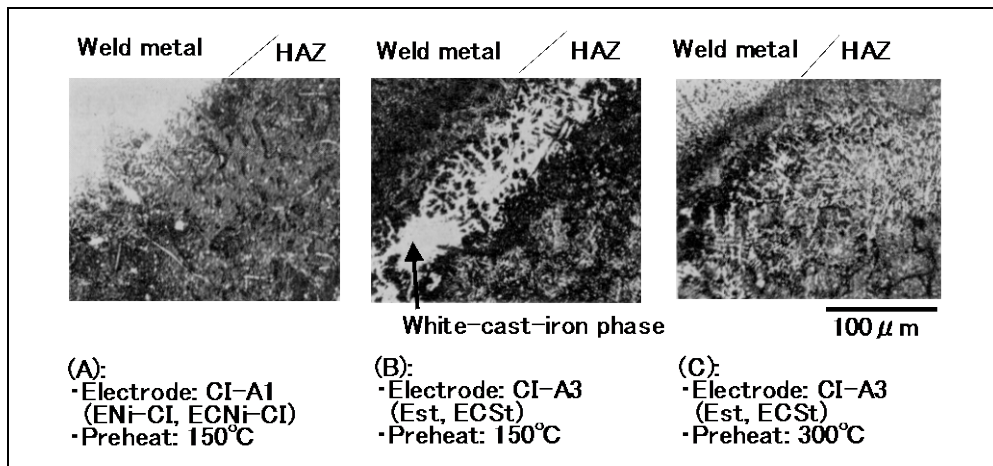 Weld metal
HAZ
Weld metal
HAZ
Weld metal
HAZ
White-cast-iron phase
100μm
(A):
・Electrode: CI-A1
(ENi-CI, ECNi-CI)
・Preheat: 150°C
(B):
・Electrode: CI-A3
(Est, ECSt)
・Preheat: 150°C
(C):
・Electrode: CI-A3
(Est, ECSt)
・Preheat: 300°C